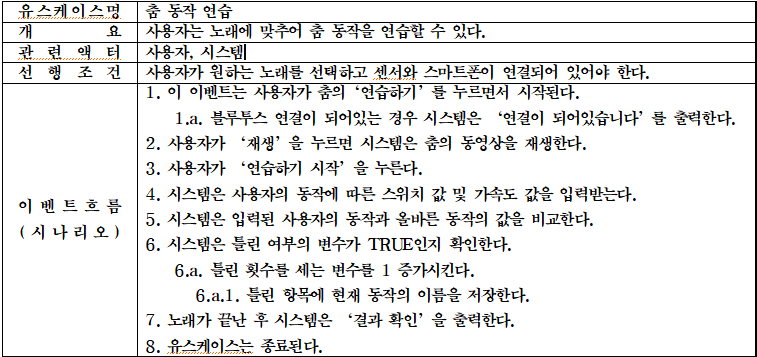 유스케이스명 춤 동작 연습
개 요 사용자는 노래에 맞추어 춤 동작을 연습할 수 있다.
관 련 액 터 사용자, 시스템
선 행 조 건 사용자가 원하는 노래를 선택하고 센서와 스마트폰이 연결되어 있어야 한다.
이 벤 트 흐 름
( 시 나 리 오 )
1. 이 이벤트는 사용자가 춤의 ‘연습하기’를 누르면서 시작된다.
1.a. 블루투스 연결이 되어있는 경우 시스템은 ‘연결이 되어있습니다’를 출력한다.
2. 사용자가 ‘재생’을 누르면 시스템은 춤의 동영상을 재생한다.
3. 사용자가 ‘연습하기 시작’을 누른다.
4. 시스템은 사용자의 동작에 따른 스위치 값 및 가속도 값을 입력받는다.
5. 시스템은 입력된 사용자의 동작과 올바른 동작의 값을 비교한다.
6. 시스템은 틀린 여부의 변수가 TRUE인지 확인한다.
6.a. 틀린 횟수를 세는 변수를 1 증가시킨다.
6.a.1. 틀린 항목에 현재 동작의 이름을 저장한다.
7. 노래가 끝난 후 시스템은 ‘결과 확인’을 출력한다.
8. 유스케이스는 종료된다.